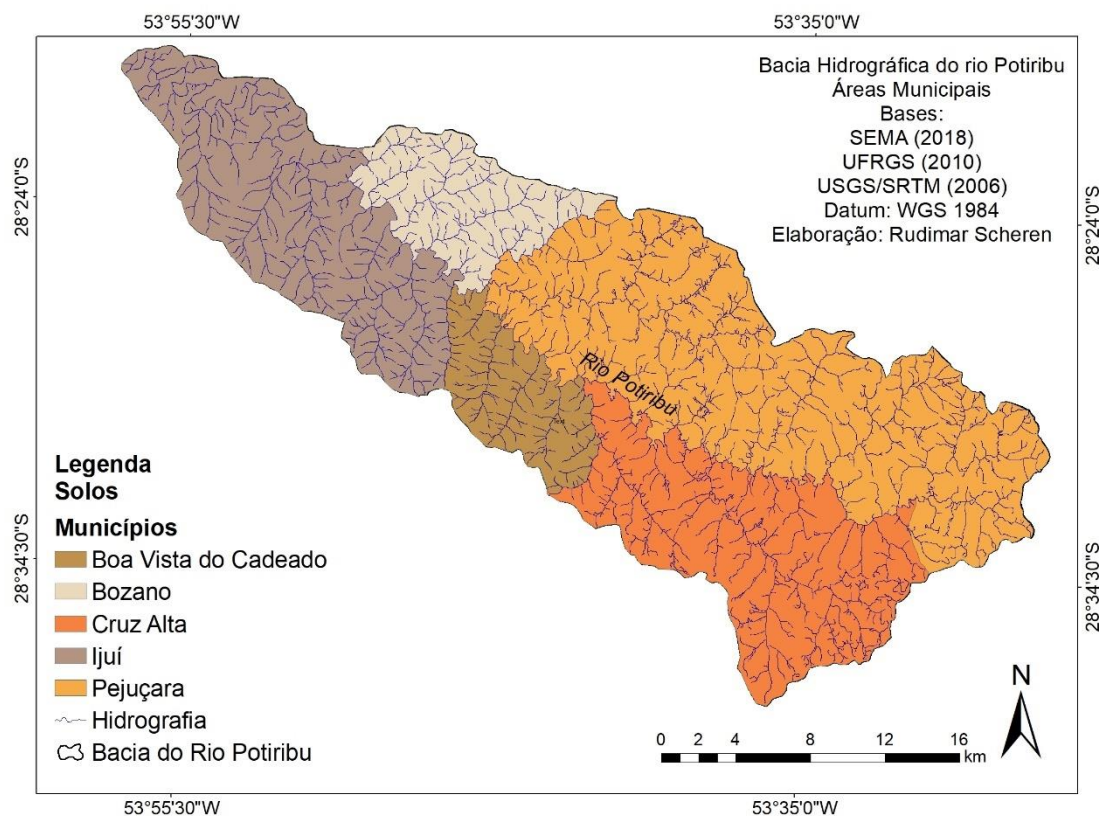 53°55'30"W
53°35'0"W
Bacia Hidrográfica do rio Potiribu
Áreas Municipais
Bases:
SEMA (2018)
UFRGS (2010)
USGS/SRTM (2006)
Datum: WGS 1984
Elaboração: Rudimar Scheren
28°24'0"S
28°24'0"S
Rio Potiribú
Legenda
Solos
Municípios
Boa Vista do Cadeado
Bozano
Cruz Alta
Ijuí
Pejuçara
Hidrografia
Bacia do Rio Potiribu
28°34'30"S
28°34'30"S
N
0 2 4 8 12 16
km
53°55'30"W
53°35'0"W